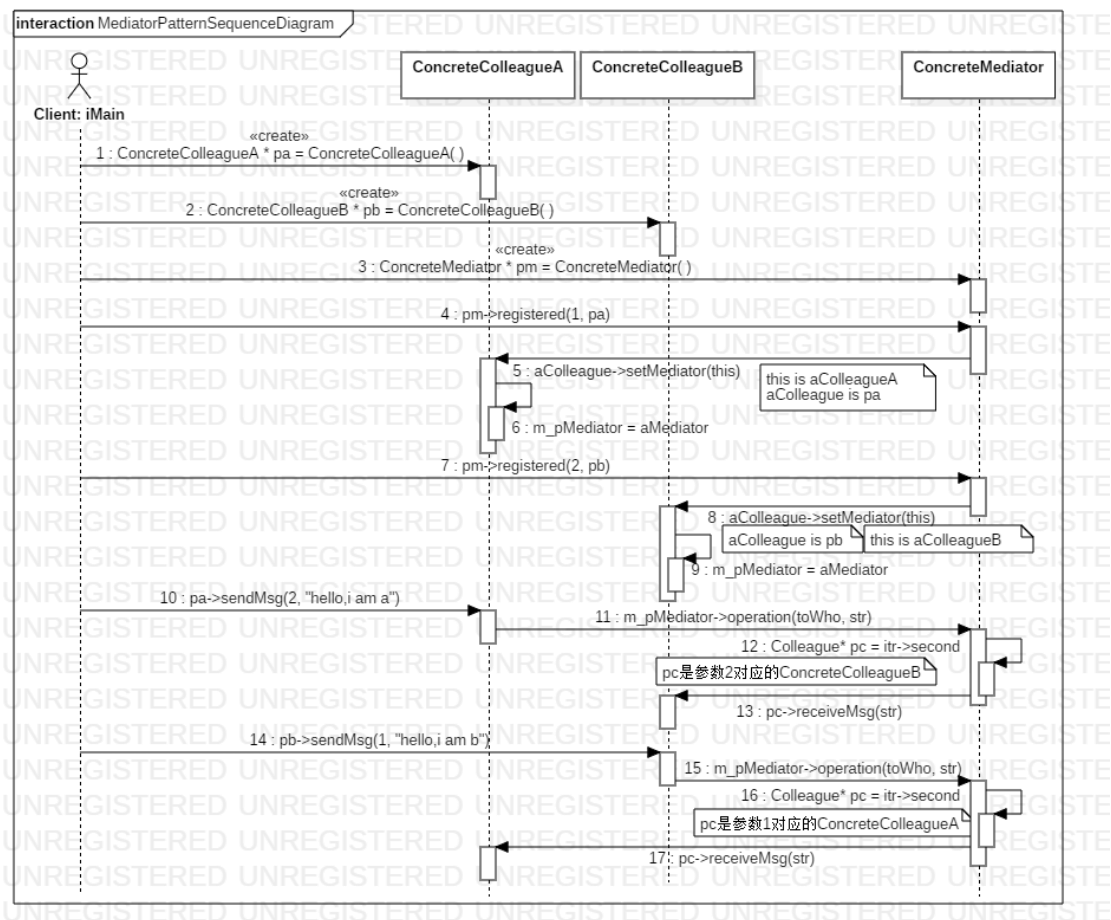 interaction MediatorPatternSequenceDiagram
ConcreteColleagueA
ConcreteColleagueB
ConcreteMediator
Client: iMain
«create»
1 : ConcreteColleagueA * pa = ConcreteColleagueA( )
«create»
2 : ConcreteColleagueB * pb = ConcreteColleagueB( )
«create»
3 : ConcreteMediator * pm = ConcreteMediator( )
4 : pm->registered(1, pa)
5 : aColleague->setMediator(this)
this is aColleagueA
aColleague is pa
6 : m_pMediator = aMediator
7 : pm->registered(2, pb)
8 : aColleague->setMediator(this)
aColleague is pb
this is aColleagueB
9 : m_pMediator = aMediator
10 : pa->sendMsg(2, "hello,i am a")
11 : m_pMediator->operation(toWho, str)
12 : Colleague* pc = itr->second
pc是参数2对应的ConcreteColleagueB
13 : pc->receiveMsg(str)
14 : pb->sendMsg(1, "hello,i am b")
15 : m_pMediator->operation(toWho, str)
16 : Colleague* pc = itr->second
pc是参数1对应的ConcreteColleagueA
17 : pc->receiveMsg(str)